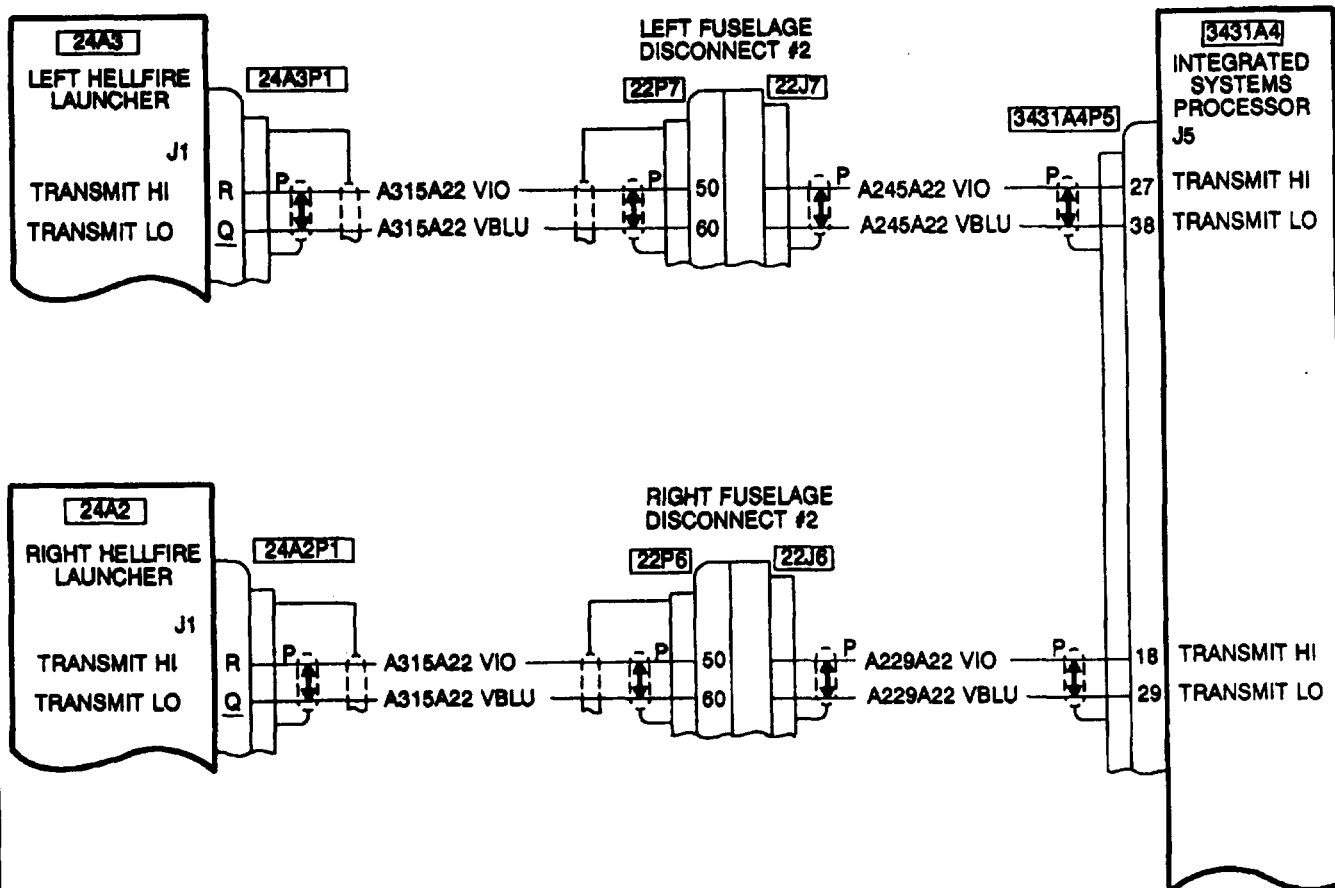 24A3
LEFT HELLFIRE
LAUNCHER
24A3P1
J1
TRANSMIT HI R P A315A22 VIO
TRANSMIT LO Q A315A22 VBLU
LEFT FUSELAGE
DISCONNECT #2
22P7 22J7
P 50 P A245A22 VIO
60 A245A22 VBLU
3431A4
INTEGRATED
SYSTEMS
PROCESSOR
3431A4P5
J5
P 27 TRANSMIT HI
38 TRANSMIT LO
24A2
RIGHT HELLFIRE
LAUNCHER
24A2P1
J1
TRANSMIT HI R P A315A22 VIO
TRANSMIT LO Q A315A22 VBLU
RIGHT FUSELAGE
DISCONNECT #2
22P6 22J6
P 50 P A229A22 VIO
60 A229A22 VBLU
P 18 TRANSMIT HI
29 TRANSMIT LO